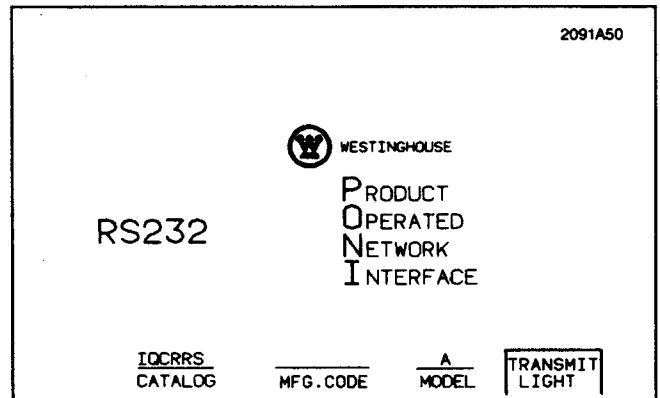 2091A50
WESTINGHOUSE
PRODUCT
OPERATED
NETWORK
INTERFACE
RS232
IQCRRS
CATALOG
MFG.CODE
A
MODEL
TRANSMIT
LIGHT